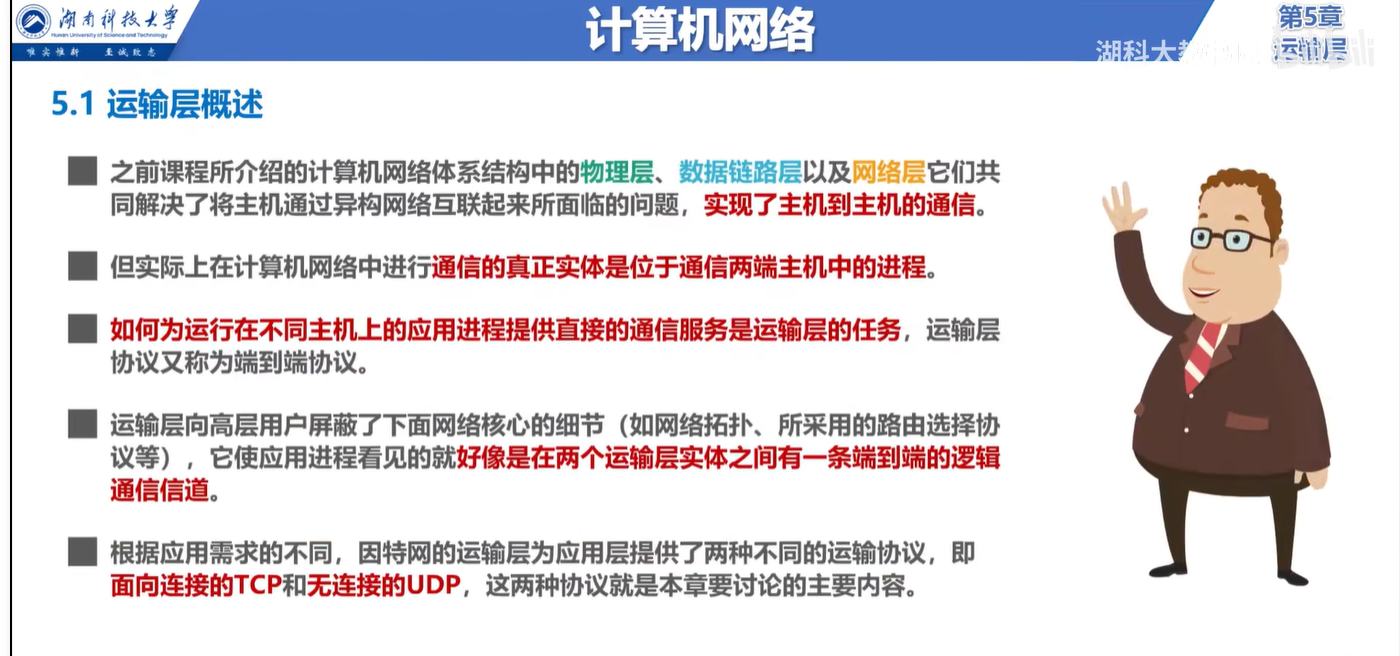 湖南科技大学
Hunan University of Science and Technology
唯实惟新 至诚致志
计算机网络
第5章
运输层
湖科大教
5.1 运输层概述
之前课程所介绍的计算机网络体系结构中的物理层、数据链路层以及网络层它们共
同解决了将主机通过异构网络互联起来所面临的问题，实现了主机到主机的通信。
但实际上在计算机网络中进行通信的真正实体是位于通信两端主机中的进程。
如何为运行在不同主机上的应用进程提供直接的通信服务是运输层的任务，运输层
协议又称为端到端协议。
运输层向高层用户屏蔽了下面网络核心的细节（如网络拓扑、所采用的路由选择协
议等），它使应用进程看见的就好像是在两个运输层实体之间有一条端到端的逻辑
通信信道。
根据应用需求的不同，因特网的运输层为应用层提供了两种不同的运输协议，即
面向连接的TCP和无连接的UDP，这两种协议就是本章要讨论的主要内容。